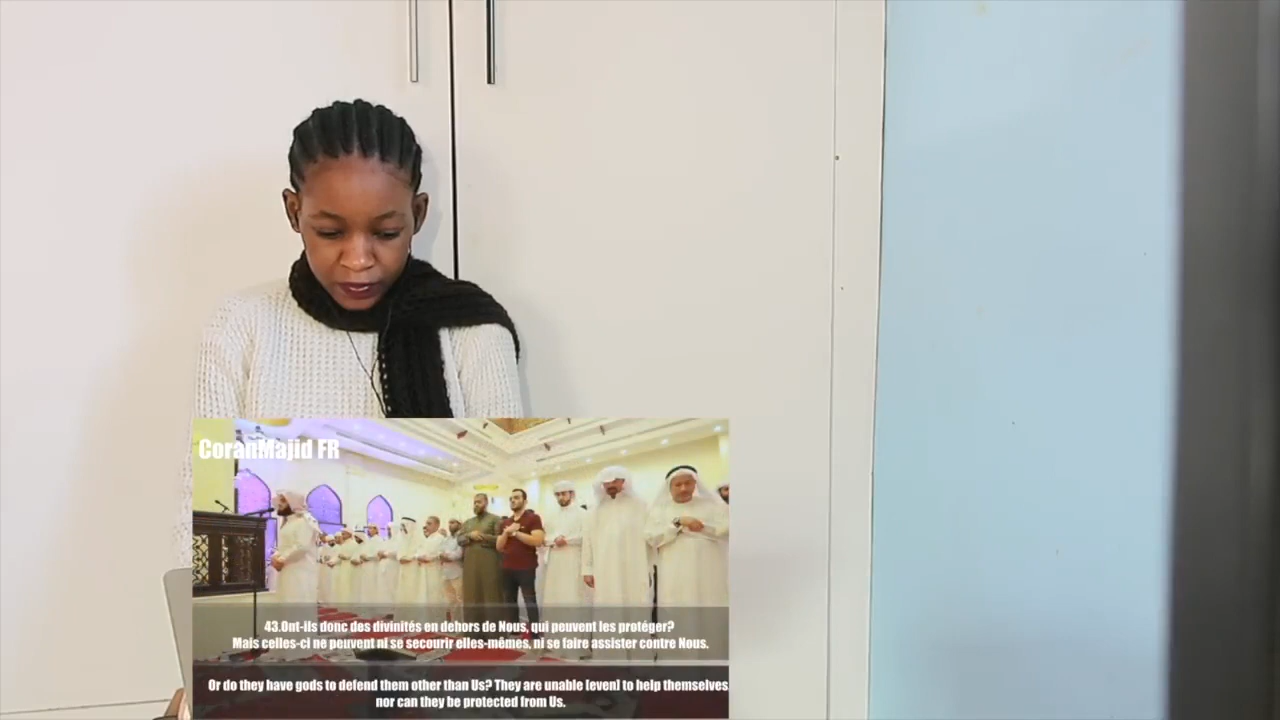 CoranMajid FR
43.Ont-ils donc des divinités en dehors de Nous, qui peuvent les protéger?
Mais celles-ci ne peuvent ni se secourir elles-mêmes, ni se faire assister contre Nous.
Or do they have gods to defend them other than Us? They are unable [even] to help themselves,
nor can they be protected from Us.